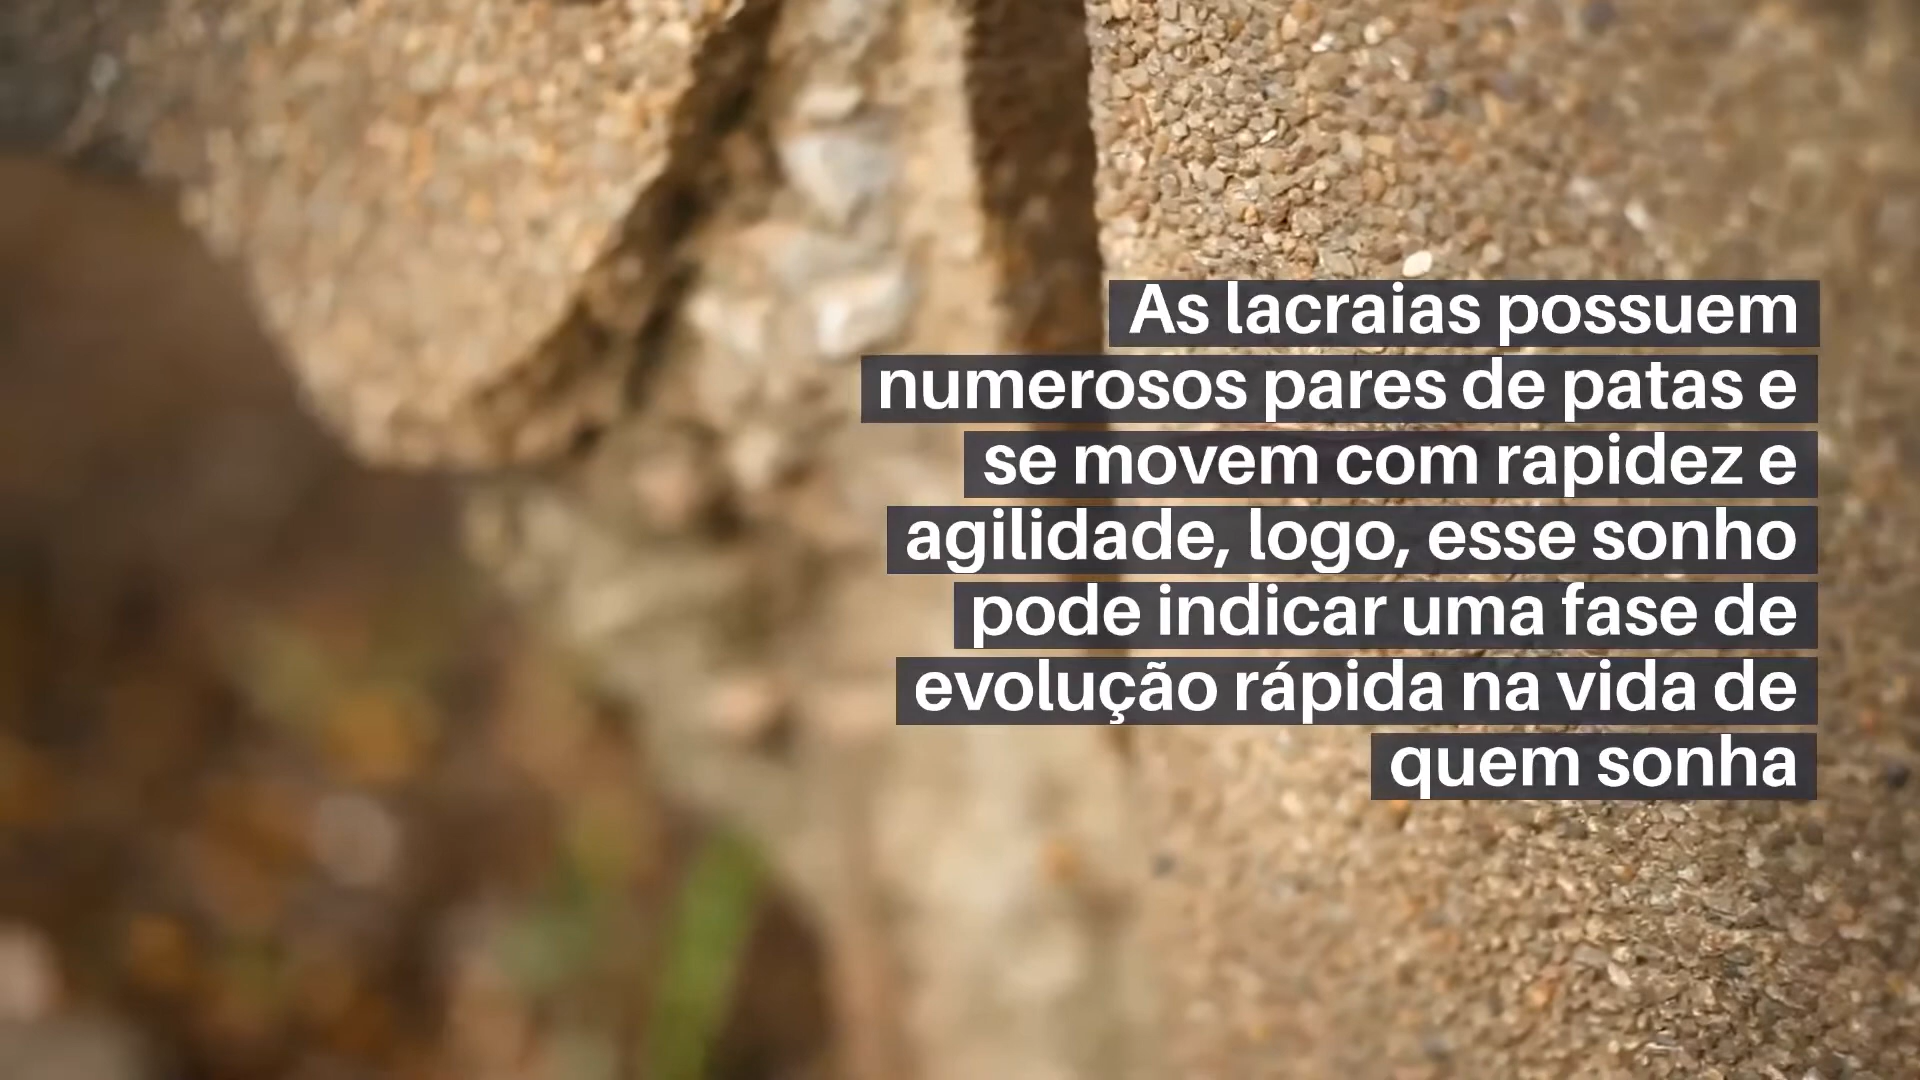 As lacraias possuem
numerosos pares de patas e
se movem com rapidez e
agilidade, logo, esse sonho
pode indicar uma fase de
evolução rápida na vida de
quem sonha